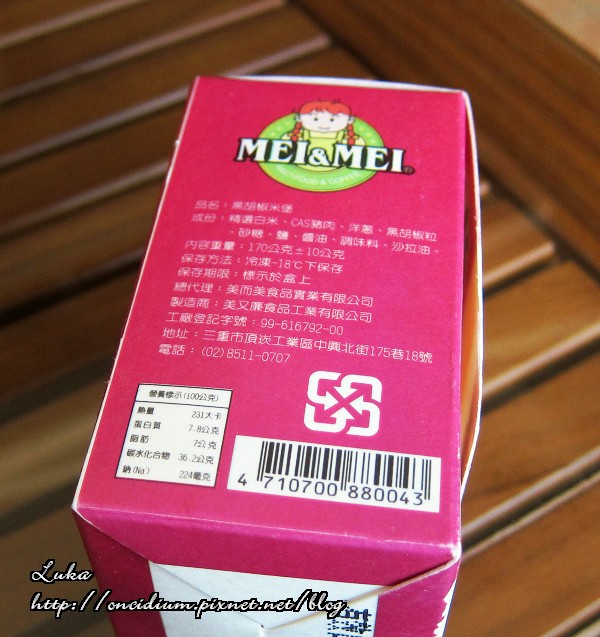 MEI&MEI®
品名：黑胡椒米堡
成份：精選白米、CAS豬肉、洋蔥、黑胡椒粒
、砂糖、鹽、醬油、調味料、沙拉油。
內容重量：170公克±10公克
保存方法：冷凍-18℃下保存
保存期限：標示於盒上
總代理：美而美食品實業有限公司
製造商：美又廉食品工業有限公司
工廠登記字號：99-616792-00
地址：三重市頂崁工業區中興北街175巷18號
電話：(02)8511-0707
營養標示(100公克)
熱量 231大卡
蛋白質 7.8公克
脂肪 7公克
碳水化合物 36.2公克
鈉(Na) 224毫克
4 710700 880043
Luka
http://oncidium.pixnet.net/blog